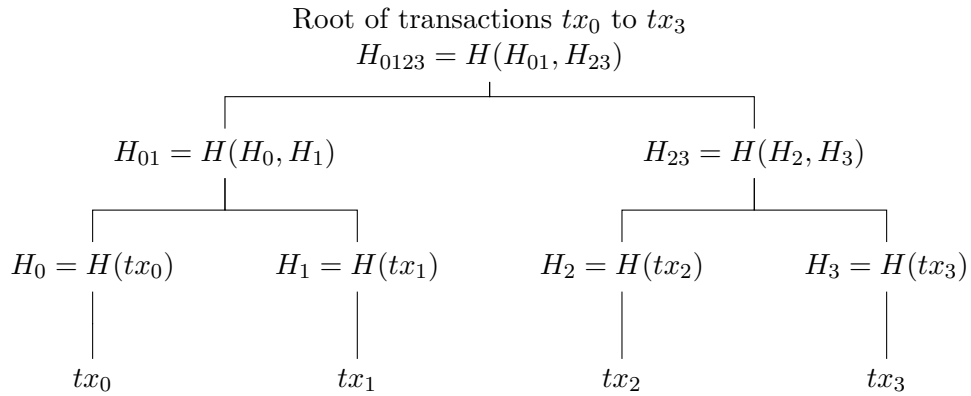 Root of transactions tx₀ to tx₃
H₀₁₂₃ = H(H₀₁, H₂₃)
H₀₁ = H(H₀, H₁) H₂₃ = H(H₂, H₃)
H₀ = H(tx₀) H₁ = H(tx₁) H₂ = H(tx₂) H₃ = H(tx₃)
tx₀ tx₁ tx₂ tx₃